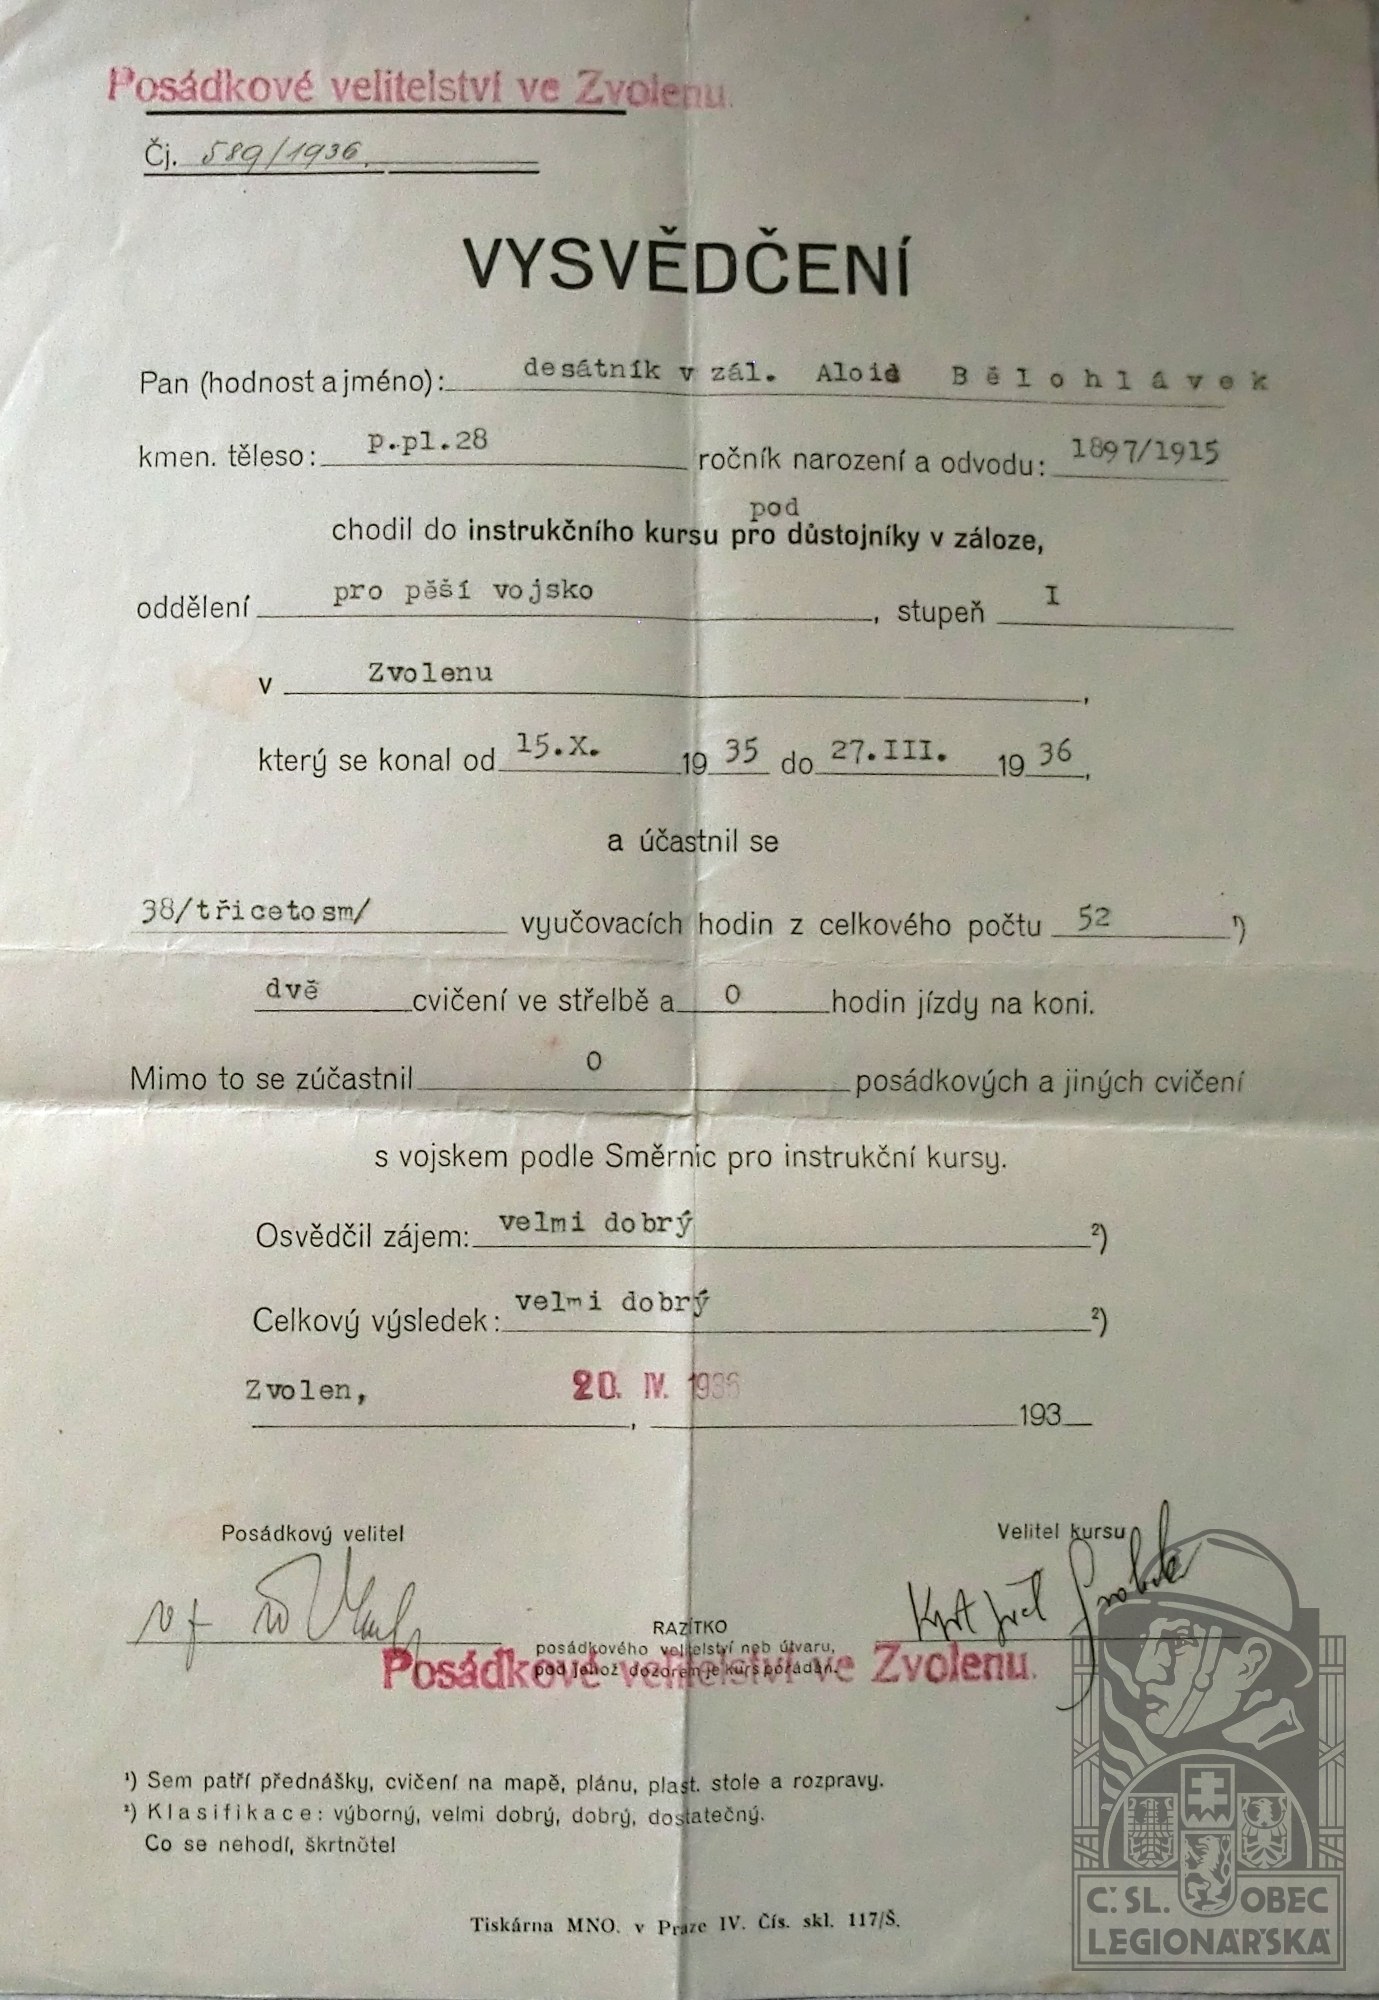 Posádkové velitelství ve Zvolenu.
Čj. 589/1936.
VYSVĚDČENÍ
Pan (hodnost a jméno): desátník v zál. Alois Bělohlávek
kmen. těleso: p.pl.28 ročník narození a odvodu: 1897/1915
pod
chodil do instrukčního kursu pro důstojníky v záloze,
oddělení pro pěší vojsko, stupeň I
v Zvolenu,
který se konal od 15.X. 1935 do 27.III. 1936,
a účastnil se
38/třicetosm/ vyučovacích hodin z celkového počtu 52 ¹)
dvě cvičení ve střelbě a 0 hodin jízdy na koni.
Mimo to se zúčastnil 0 posádkových a jiných cvičení
s vojskem podle Směrnic pro instrukční kursy.
Osvědčil zájem: velmi dobrý ²)
Celkový výsledek: velmi dobrý ²)
Zvolen, 20. IV. 1936
, 193
Posádkový velitel Velitel kursu
RAZÍTKO
posádkového velitelství neb útvaru,
pod jehož dozorem je kurs pořádán.
Posádkové velitelství ve Zvolenu.
¹) Sem patří přednášky, cvičení na mapě, plánu, plast. stole a rozpravy.
²) Klasifikace: výborný, velmi dobrý, dobrý, dostatečný.
Co se nehodí, škrtnůte!
Tiskárna MNO. v Praze IV. Čís. skl. 117/Š.
Č.SL. OBEC
LEGIONÁŘSKÁ